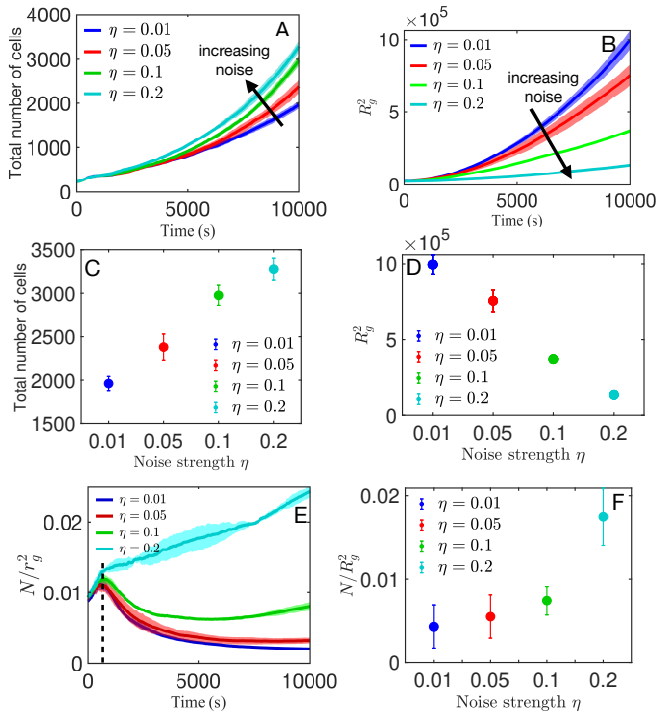 A
Total number of cells
4000
3000
2000
1000
0
η = 0.01
η = 0.05
η = 0.1
η = 0.2
increasing
noise
0
5000
10000
Time (s)
B
×10⁵
R_g²
10
5
0
η = 0.01
η = 0.05
η = 0.1
η = 0.2
increasing
noise
0
5000
10000
Time (s)
C
Total number of cells
3500
3000
2500
2000
1500
η = 0.01
η = 0.05
η = 0.1
η = 0.2
0.01
0.05
0.1
0.2
Noise strength η
D
×10⁵
R_g²
10
5
0
η = 0.01
η = 0.05
η = 0.1
η = 0.2
0.01
0.05
0.1
0.2
Noise strength η
E
N/r_g²
0.02
0.01
0
η = 0.01
η = 0.05
η = 0.1
η = 0.2
0
5000
10000
Time (s)
F
N/R_g²
0.02
0.01
0
η = 0.01
η = 0.05
η = 0.1
η = 0.2
0.01
0.05
0.1
0.2
Noise strength η